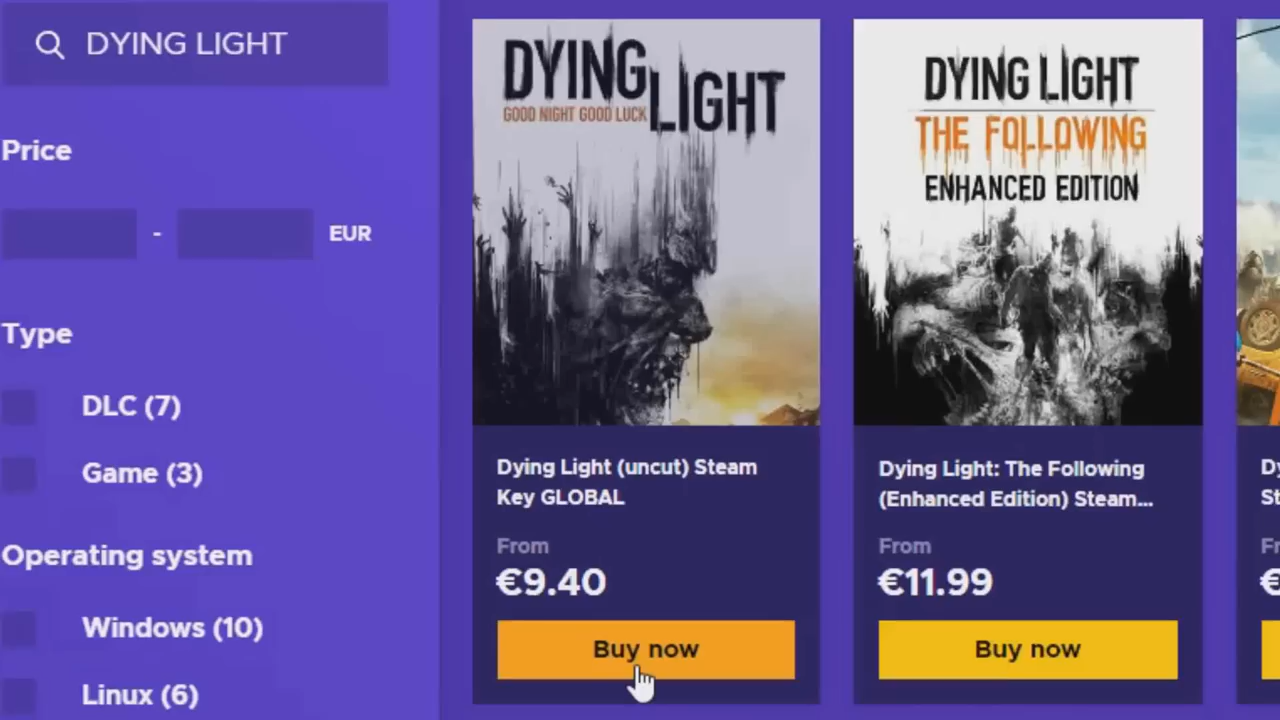 DYING LIGHT
Price
- EUR
Type
DLC (7)
Game (3)
Operating system
Windows (10)
Linux (6)
DYING LIGHT
GOOD NIGHT GOOD LUCK
Dying Light (uncut) Steam
Key GLOBAL
From
€9.40
Buy now
DYING LIGHT
THE FOLLOWING
ENHANCED EDITION
Dying Light: The Following
(Enhanced Edition) Steam...
From
€11.99
Buy now
€